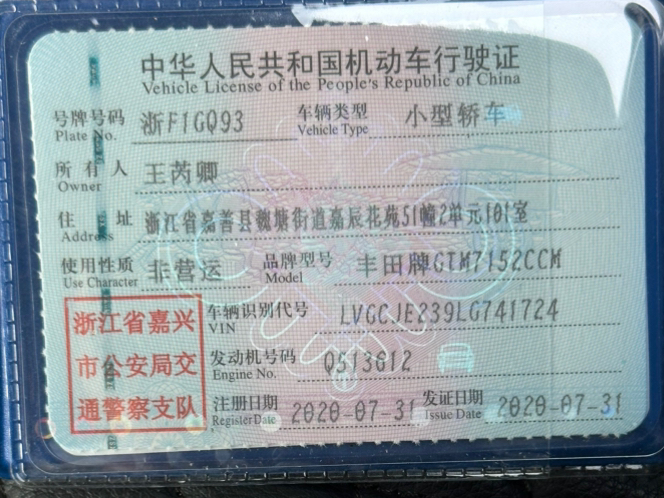 中华人民共和国机动车行驶证
Vehicle License of the People's Republic of China
号牌号码 浙F1GQ93 车辆类型 小型轿车
Plate No. Vehicle Type
所有人 王芮卿
Owner
住址 浙江省嘉善县魏塘街道嘉辰花苑51幢2单元101室
Address
使用性质 非营运 品牌型号 丰田牌GTM7152CCM
Use Character Model
浙江省嘉兴 车辆识别代号 LVGCJE239LG741724
VIN
市公安局交 发动机号码 Q513612
Engine No.
通警察支队 注册日期 2020-07-31 发证日期 2020-07-31
Register Date Issue Date